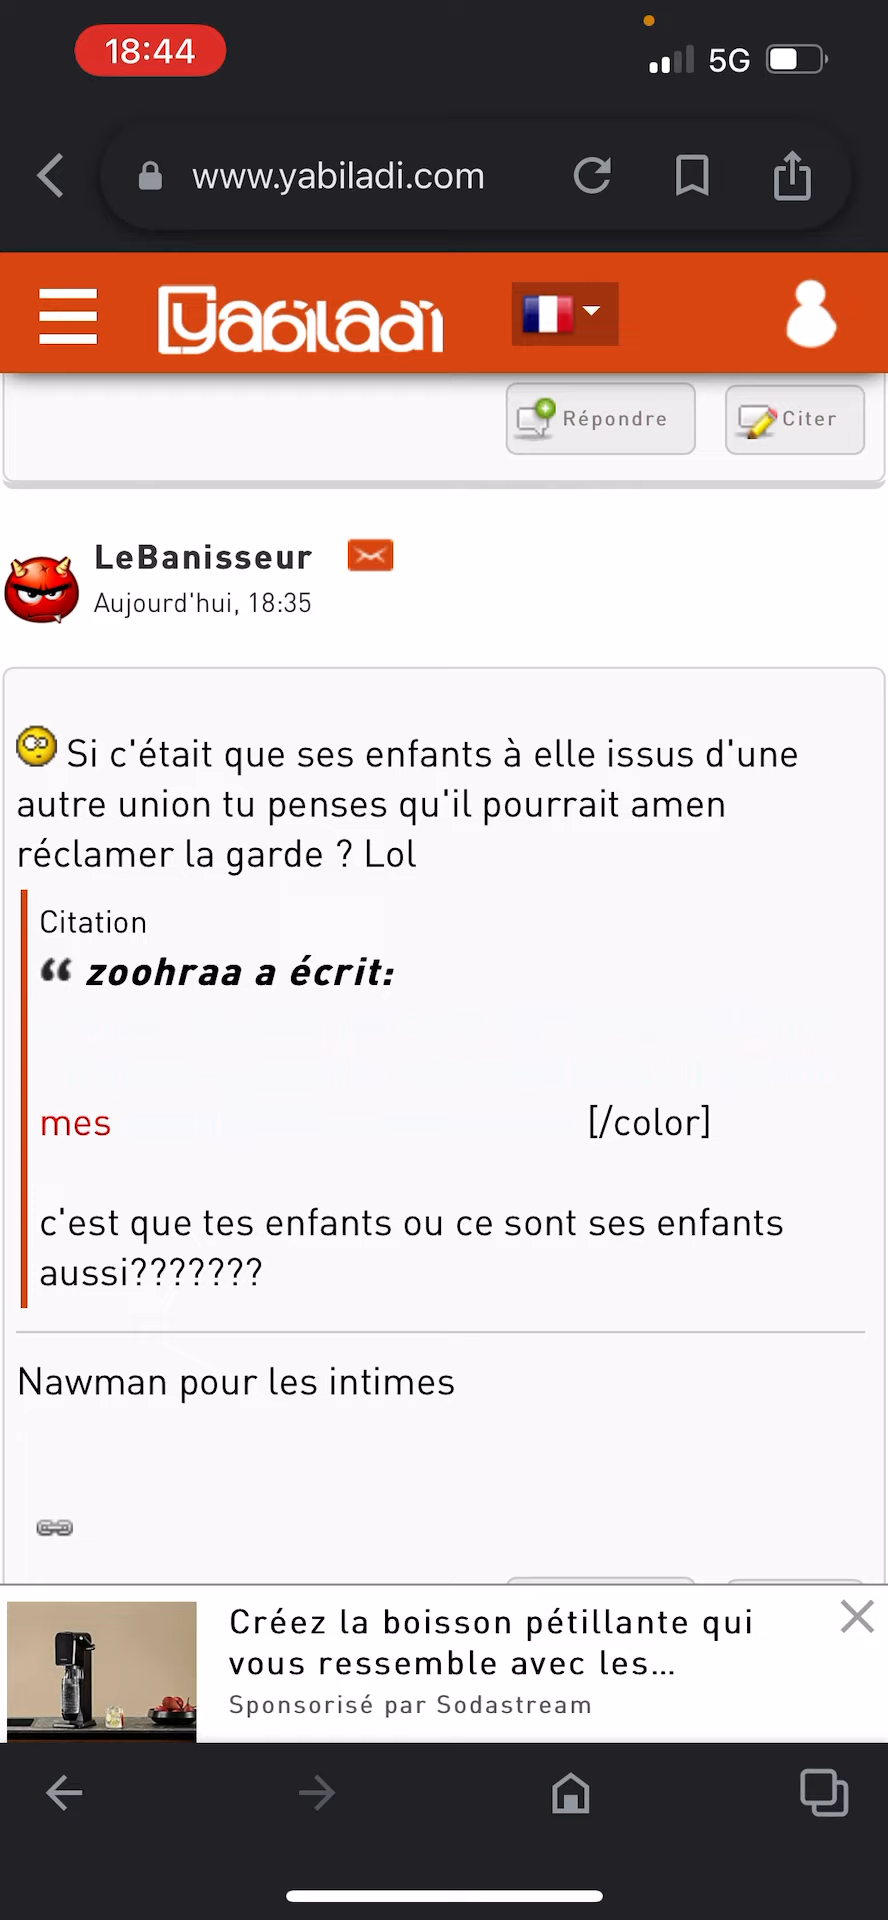 18:44
5G
www.yabiladi.com
yabiladi
Répondre
Citer
LeBanisseur
Aujourd'hui, 18:35
Si c'était que ses enfants à elle issus d'une
autre union tu penses qu'il pourrait amen
réclamer la garde ? Lol
Citation
“ zoohraa a écrit:
mes [/color]
c'est que tes enfants ou ce sont ses enfants
aussi???????
Nawman pour les intimes
Créez la boisson pétillante qui
vous ressemble avec les...
Sponsorisé par Sodastream